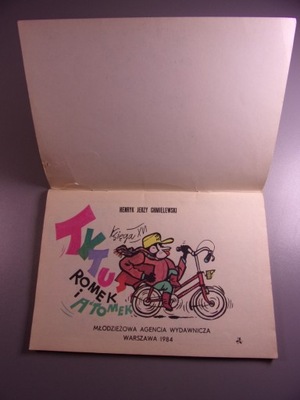 HENRYK JERZY CHMIELEWSKI
Księga XVI
TYTUS
ROMEK
i A'TOMEK
MŁODZIEŻOWA AGENCJA WYDAWNICZA
WARSZAWA 1984